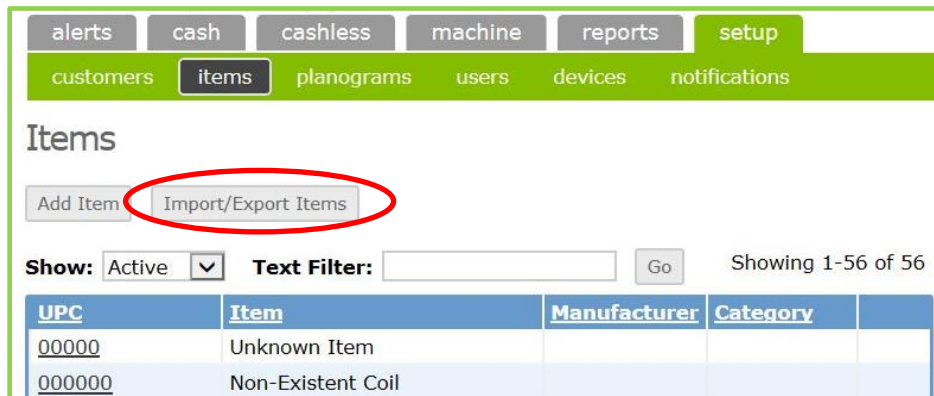 alerts cash cashless machine reports setup
customers items planograms users devices notifications
Items
Add Item Import/Export Items
Show: Active Text Filter: Go Showing 1-56 of 56
UPC Item Manufacturer Category
00000 Unknown Item
000000 Non-Existent Coil